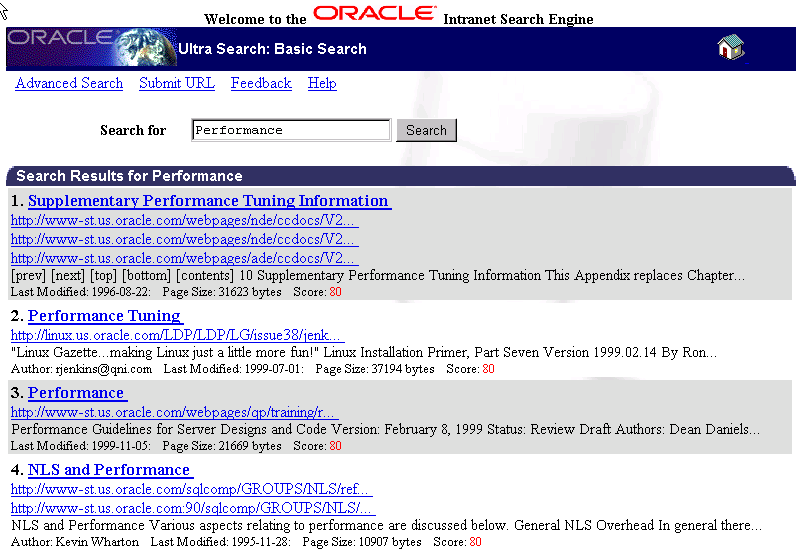 Welcome to the ORACLE Intranet Search Engine
ORACLE Ultra Search: Basic Search
Advanced Search Submit URL Feedback Help
Search for Performance Search
Search Results for Performance
1. Supplementary Performance Tuning Information
http://www-st.us.oracle.com/webpages/nde/ccdocs/V2...
http://www-st.us.oracle.com/webpages/nde/ccdocs/V2...
http://www-st.us.oracle.com/webpages/ade/ccdocs/V2...
[prev] [next] [top] [bottom] [contents] 10 Supplementary Performance Tuning Information This Appendix replaces Chapter...
Last Modified: 1996-08-22: Page Size: 31623 bytes Score: 80
2. Performance Tuning
http://linux.us.oracle.com/LDP/LDP/LG/issue38/jenk...
"Linux Gazette...making Linux just a little more fun!" Linux Installation Primer, Part Seven Version 1999.02.14 By Ron...
Author: rjenkins@qni.com Last Modified: 1999-07-01: Page Size: 37194 bytes Score: 80
3. Performance
http://www-st.us.oracle.com/webpages/qp/training/r...
Performance Guidelines for Server Designs and Code Version: February 8, 1999 Status: Review Draft Authors: Dean Daniels...
Last Modified: 1999-11-05: Page Size: 21669 bytes Score: 80
4. NLS and Performance
http://www-st.us.oracle.com/sqlcomp/GROUPS/NLS/ref...
http://www-st.us.oracle.com:90/sqlcomp/GROUPS/NLS/...
NLS and Performance Various aspects relating to performance are discussed below. General NLS Overhead In general there...
Author: Kevin Wharton Last Modified: 1995-11-28: Page Size: 10907 bytes Score: 80